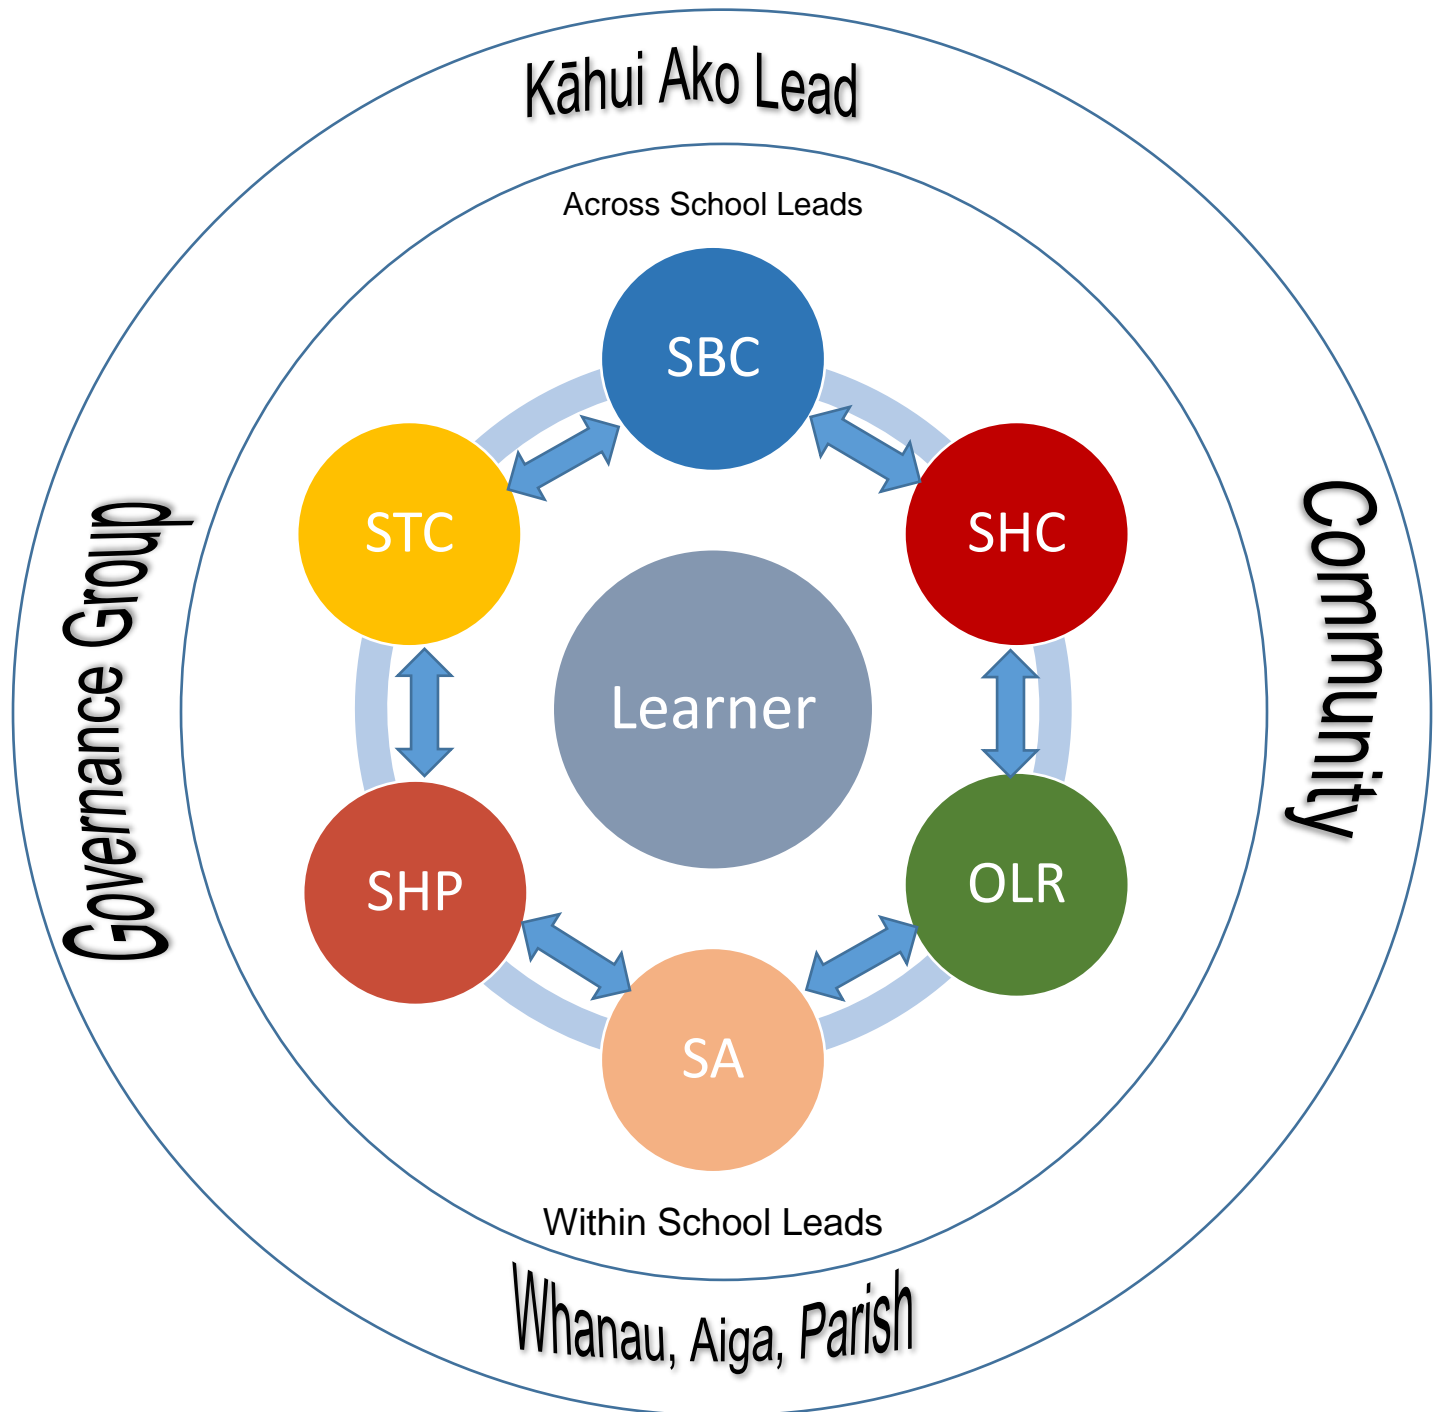 Kāhui Ako Lead
Across School Leads
SBC
STC
SHC
Governance Group
Learner
Community
SHP
OLR
SA
Within School Leads
Whanau, Aiga, Parish